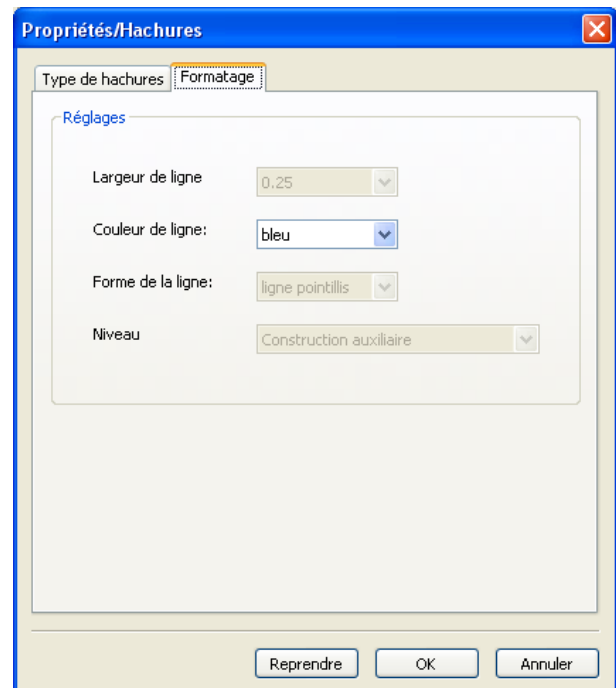 Propriétés/Hachures
Type de hachures Formatage
Réglages
Largeur de ligne 0.25
Couleur de ligne: bleu
Forme de la ligne: ligne pointillis
Niveau Construction auxiliaire
Reprendre OK Annuler